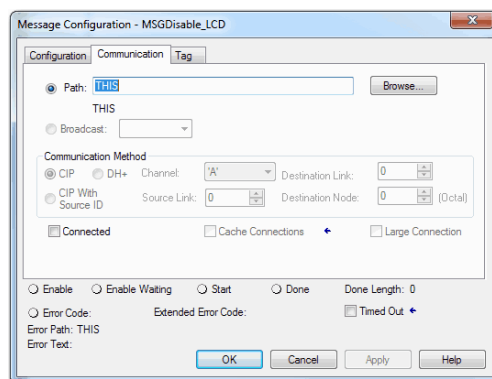 Message Configuration - MSGDisable_LCD
Configuration Communication Tag
Path: THIS Browse...
THIS
Broadcast:
Communication Method
CIP DH+ Channel: 'A' Destination Link: 0
CIP With Source ID Source Link: 0 Destination Node: 0 (Octal)
Connected Cache Connections Large Connection
Enable Enable Waiting Start Done Done Length: 0
Error Code: Extended Error Code: Timed Out
Error Path: THIS
Error Text:
OK Cancel Apply Help